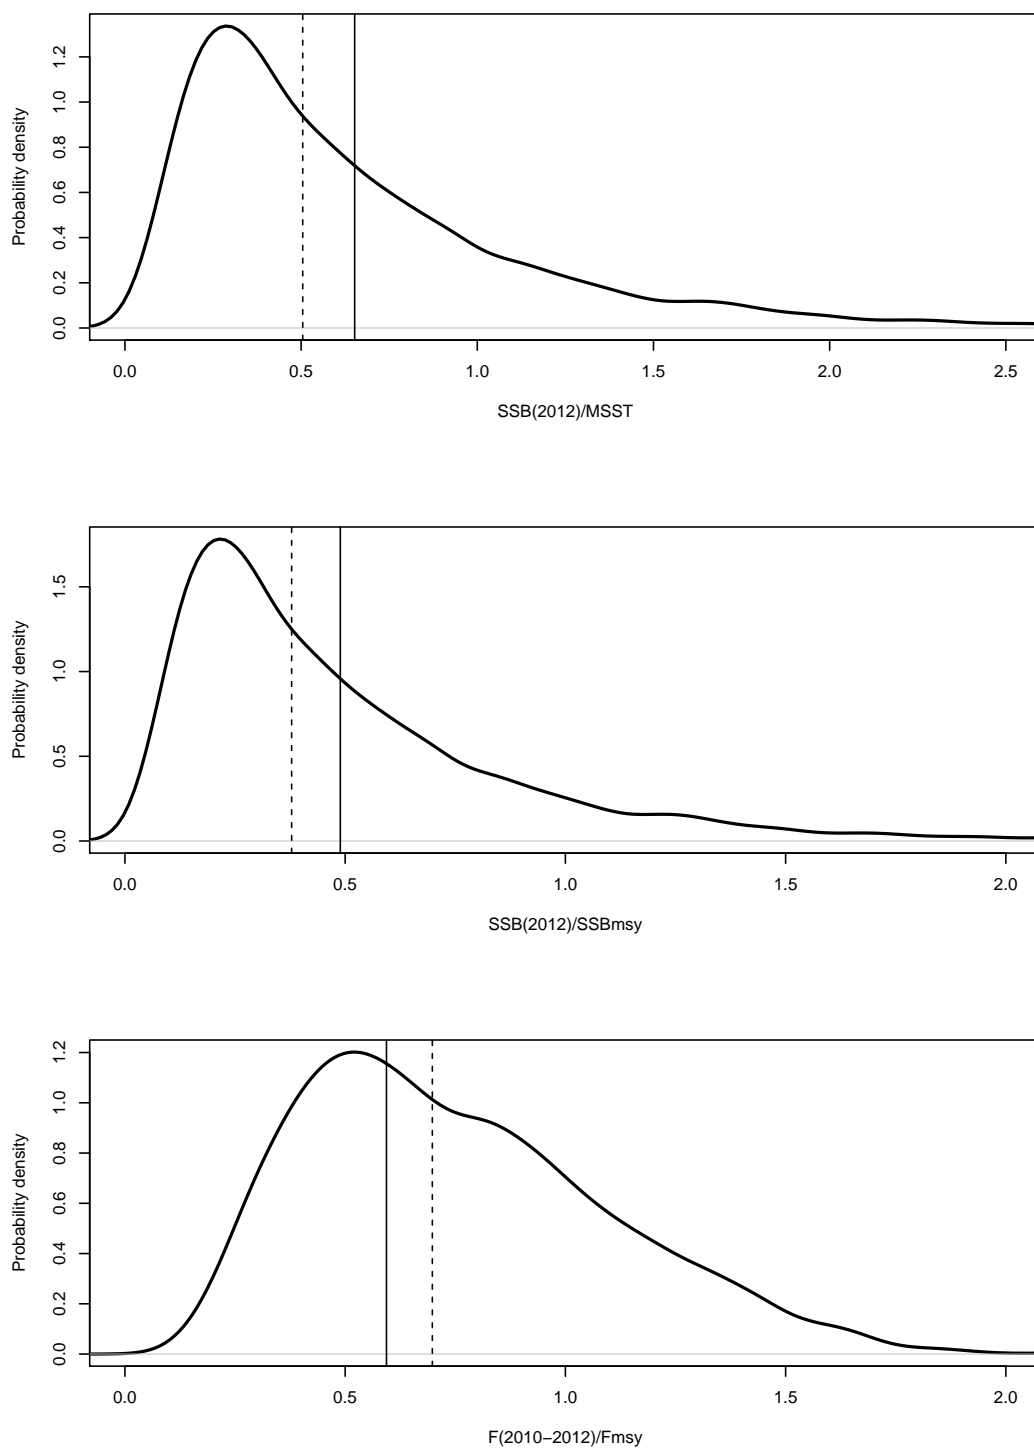 Probability density
1.2
1.0
0.8
0.6
0.4
0.2
0.0
0.0 0.5 1.0 1.5 2.0 2.5
SSB(2012)/MSST
Probability density
1.5
1.0
0.5
0.0
0.0 0.5 1.0 1.5 2.0
SSB(2012)/SSBmsy
Probability density
1.2
1.0
0.8
0.6
0.4
0.2
0.0
0.0 0.5 1.0 1.5 2.0
F(2010−2012)/Fmsy